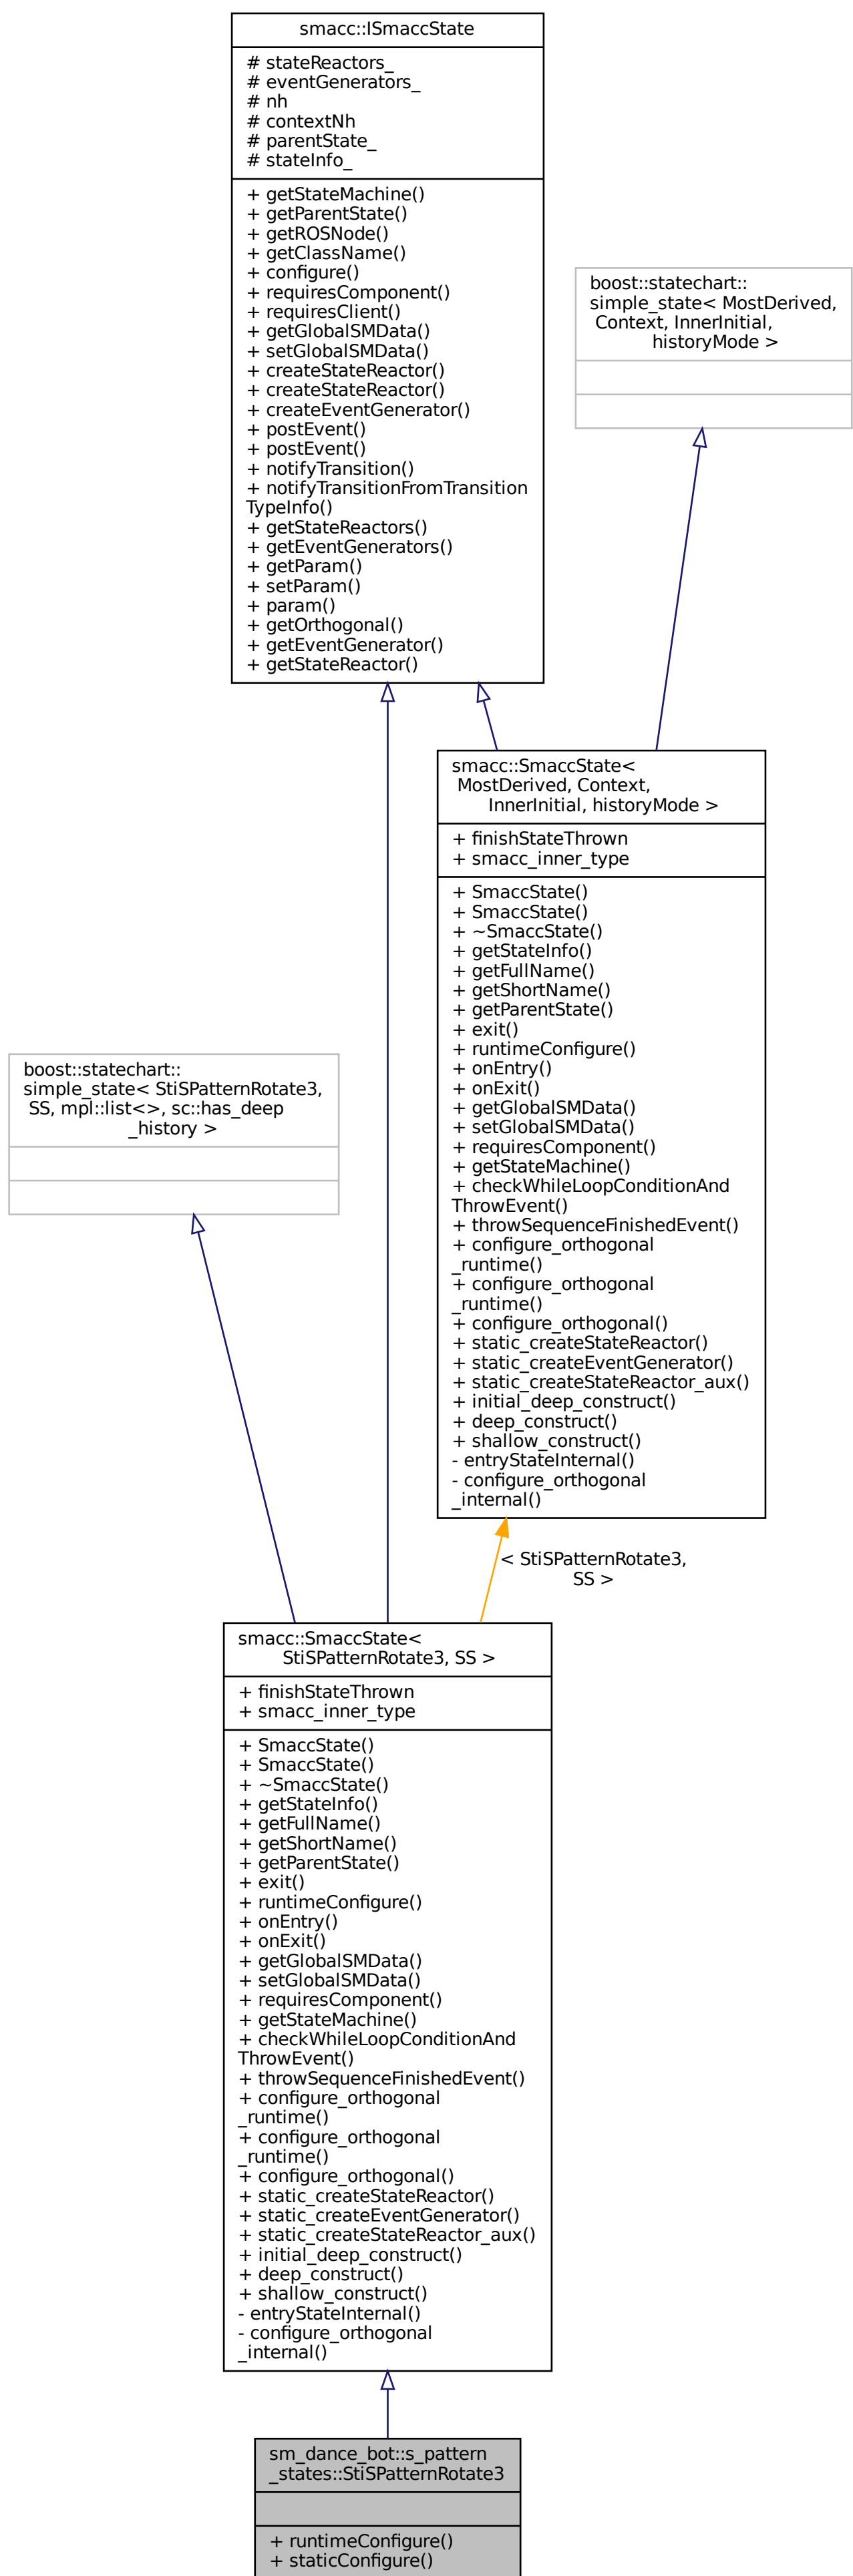 smacc::ISmaccState
# stateReactors_
# eventGenerators_
# nh
# contextNh
# parentState_
# stateInfo_
+ getStateMachine()
+ getParentState()
+ getROSNode()
+ getClassName()
+ configure()
+ requiresComponent()
+ requiresClient()
+ getGlobalSMData()
+ setGlobalSMData()
+ createStateReactor()
+ createStateReactor()
+ createEventGenerator()
+ postEvent()
+ postEvent()
+ notifyTransition()
+ notifyTransitionFromTransition
TypeInfo()
+ getStateReactors()
+ getEventGenerators()
+ getParam()
+ setParam()
+ param()
+ getOrthogonal()
+ getEventGenerator()
+ getStateReactor()
boost::statechart::
simple_state< MostDerived,
Context, InnerInitial,
historyMode >
smacc::SmaccState<
MostDerived, Context,
InnerInitial, historyMode >
+ finishStateThrown
+ smacc_inner_type
+ SmaccState()
+ SmaccState()
+ ~SmaccState()
+ getStateInfo()
+ getFullName()
+ getShortName()
+ getParentState()
+ exit()
+ runtimeConfigure()
+ onEntry()
+ onExit()
+ getGlobalSMData()
+ setGlobalSMData()
+ requiresComponent()
+ getStateMachine()
+ checkWhileLoopConditionAnd
ThrowEvent()
+ throwSequenceFinishedEvent()
+ configure_orthogonal
_runtime()
+ configure_orthogonal
_runtime()
+ configure_orthogonal()
+ static_createStateReactor()
+ static_createEventGenerator()
+ static_createStateReactor_aux()
+ initial_deep_construct()
+ deep_construct()
+ shallow_construct()
- entryStateInternal()
- configure_orthogonal
_internal()
boost::statechart::
simple_state< StiSPatternRotate3,
SS, mpl::list<>, sc::has_deep
_history >
< StiSPatternRotate3,
SS >
smacc::SmaccState<
StiSPatternRotate3, SS >
+ finishStateThrown
+ smacc_inner_type
+ SmaccState()
+ SmaccState()
+ ~SmaccState()
+ getStateInfo()
+ getFullName()
+ getShortName()
+ getParentState()
+ exit()
+ runtimeConfigure()
+ onEntry()
+ onExit()
+ getGlobalSMData()
+ setGlobalSMData()
+ requiresComponent()
+ getStateMachine()
+ checkWhileLoopConditionAnd
ThrowEvent()
+ throwSequenceFinishedEvent()
+ configure_orthogonal
_runtime()
+ configure_orthogonal
_runtime()
+ configure_orthogonal()
+ static_createStateReactor()
+ static_createEventGenerator()
+ static_createStateReactor_aux()
+ initial_deep_construct()
+ deep_construct()
+ shallow_construct()
- entryStateInternal()
- configure_orthogonal
_internal()
sm_dance_bot::s_pattern
_states::StiSPatternRotate3
+ runtimeConfigure()
+ staticConfigure()